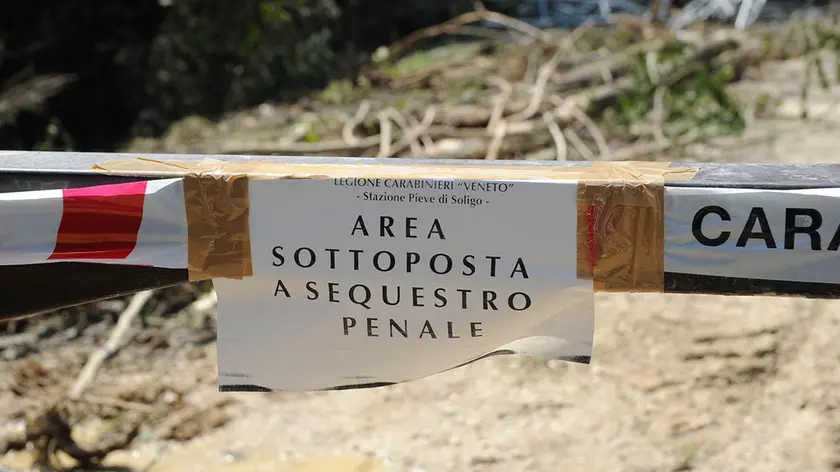 LEGIONE CARABINIERI "VENETO"
- Stazione Pieve di Soligo -
AREA
SOTTOPOSTA
A SEQUESTRO
PENALE
CARA